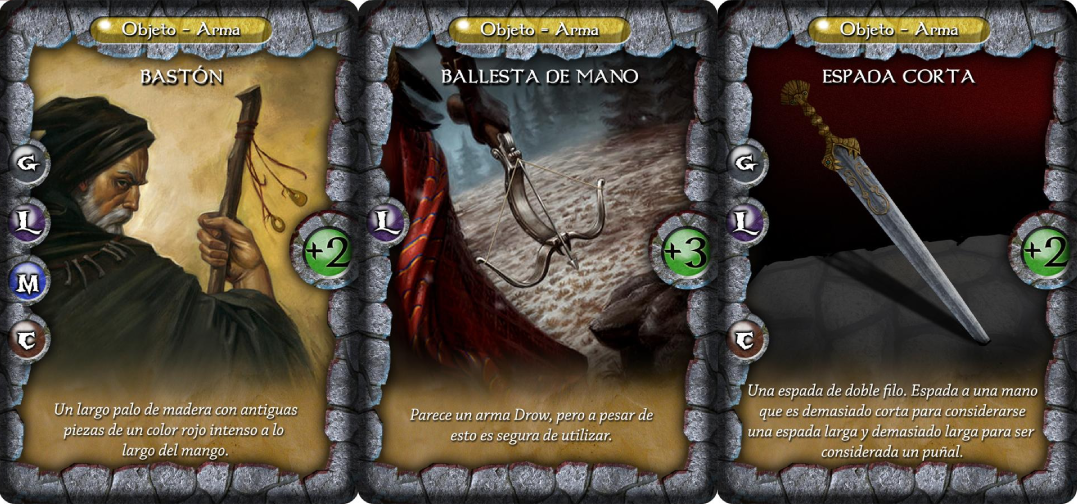 Objeto - Arma
BASTÓN
G
L
M
C
+2
Un largo palo de madera con antiguas
piezas de un color rojo intenso a lo
largo del mango.
Objeto - Arma
BALLESTA DE MANO
L
+3
Parece un arma Drow, pero a pesar de
esto es segura de utilizar.
Objeto - Arma
ESPADA CORTA
G
L
C
+2
Una espada de doble filo. Espada a una mano
que es demasiado corta para considerarse
una espada larga y demasiado larga para ser
considerada un puñal.